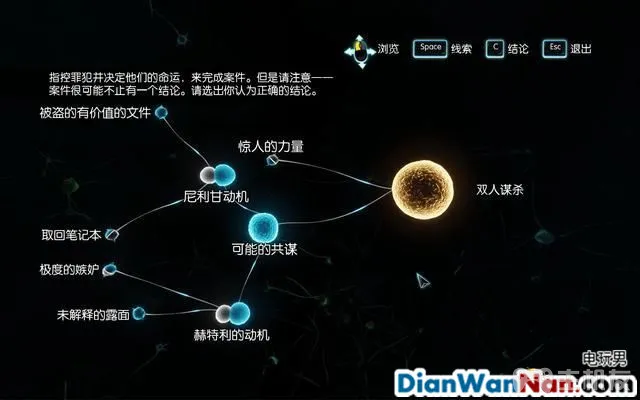 浏览
Space 线索
C 结论
Esc 退出
指控罪犯并决定他们的命运，来完成案件。但是请注意——
案件很可能不止有一个结论。请选出你认为正确的结论。
被盗的有价值的文件
惊人的力量
尼利甘动机
双人谋杀
取回笔记本
可能的共谋
极度的嫉妒
未解释的露面
赫特利的动机
电玩男
DianWanNan.com